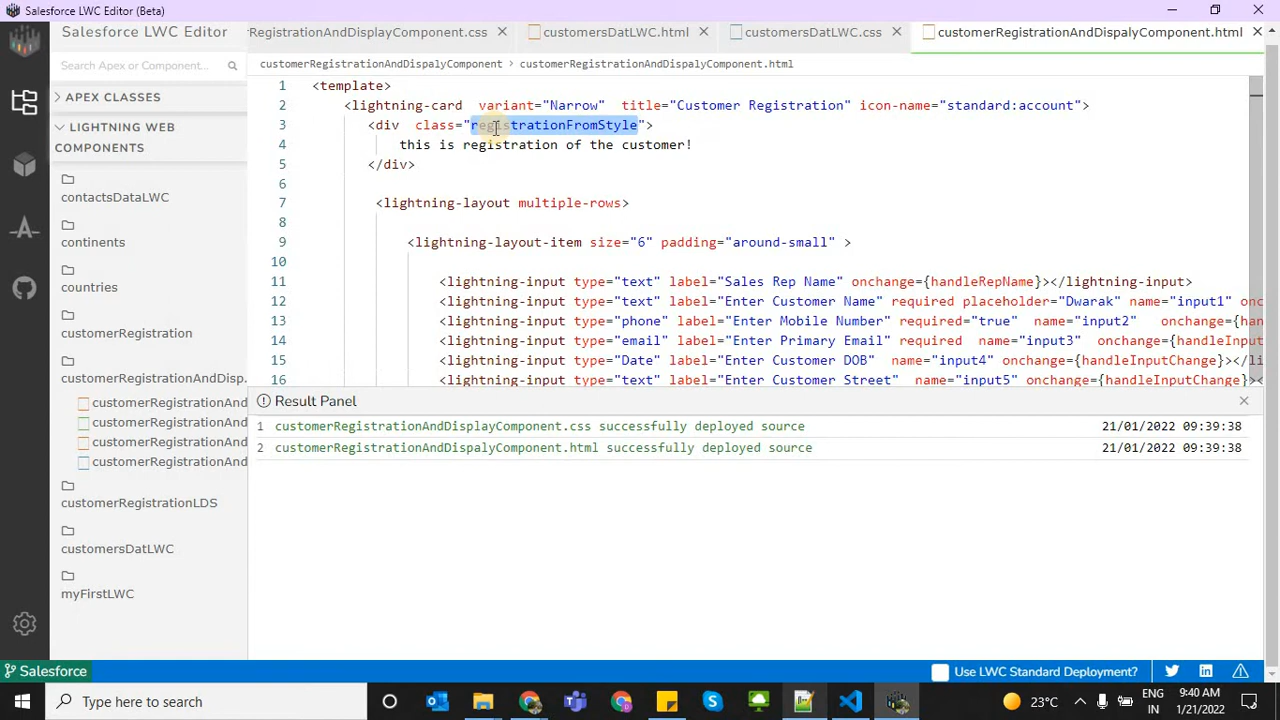 Salesforce LWC Editor (Beta)
Salesforce LWC Editor
rRegistrationAndDisplayComponent.css
customersDatLWC.html
customersDatLWC.css
customerRegistrationAndDispalyComponent.html
Search Apex or Component...
customerRegistrationAndDispalyComponent
customerRegistrationAndDispalyComponent.html
APEX CLASSES
LIGHTNING WEB COMPONENTS
contactsDataLWC
continents
countries
customerRegistration
customerRegistrationAndDisp.
customerRegistrationAnd
customerRegistrationAnd
customerRegistrationAnd
customerRegistrationAnd
customerRegistrationLDS
customersDatLWC
myFirstLWC
1 <template>
2 <lightning-card variant="Narrow" title="Customer Registration" icon-name="standard:account">
3 <div class="registrationFromStyle">
4 this is registration of the customer!
5 </div>
6
7 <lightning-layout multiple-rows>
8
9 <lightning-layout-item size="6" padding="around-small" >
10
11 <lightning-input type="text" label="Sales Rep Name" onchange={handleRepName}></lightning-input>
12 <lightning-input type="text" label="Enter Customer Name" required placeholder="Dwarak" name="input1" onc
13 <lightning-input type="phone" label="Enter Mobile Number" required="true" name="input2" onchange={han
14 <lightning-input type="email" label="Enter Primary Email" required name="input3" onchange={handleInpu
15 <lightning-input type="Date" label="Enter Customer DOB" name="input4" onchange={handleInputChange}></li
16 <lightning-input type="text" label="Enter Customer Street" name="input5" onchange={handleInputChange}><
Result Panel
1 customerRegistrationAndDisplayComponent.css successfully deployed source 21/01/2022 09:39:38
2 customerRegistrationAndDisplayComponent.html successfully deployed source 21/01/2022 09:39:38
Salesforce
Use LWC Standard Deployment?
Type here to search
23°C
ENG
IN
9:40 AM
1/21/2022